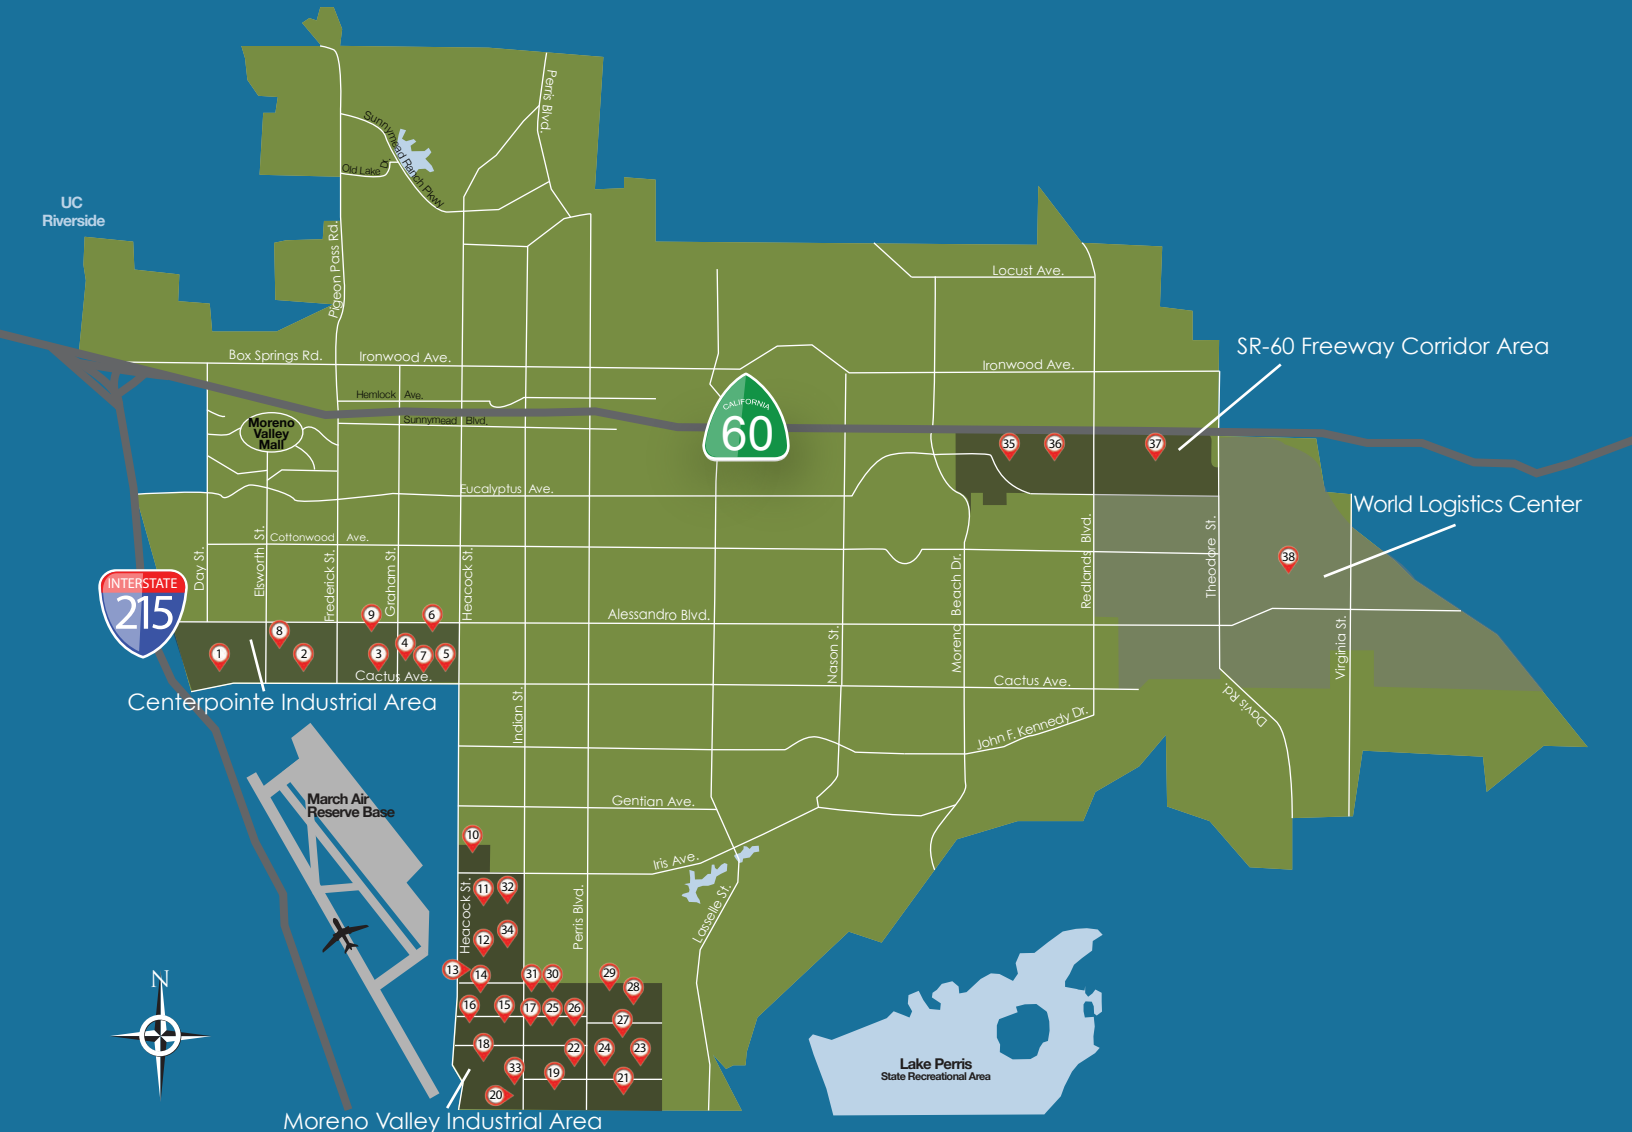 Perris Blvd.
Sunnymead Ranch Pkwy
Old Lake Dr.
UC
Riverside
Pigeon Pass Rd.
Locust Ave.
SR-60 Freeway Corridor Area
Box Springs Rd.
Ironwood Ave.
Ironwood Ave.
Hemlock Ave.
Sunnymead Blvd.
Moreno
Valley
Mall
CALIFORNIA
60
35
36
37
Eucalyptus Ave.
World Logistics Center
Cottonwood Ave.
Day St.
Elsworth St.
Frederick St.
Graham St.
Heacock St.
Moreno Beach Dr.
Redlands Blvd.
Theodore St.
38
INTERSTATE
215
9
6
Alessandro Blvd.
8
1
2
3
4
7
5
Nason St.
Virginia St.
Cactus Ave.
Cactus Ave.
Centerpointe Industrial Area
Indian St.
Davis Rd.
John F. Kennedy Dr.
March Air
Reserve Base
Gentian Ave.
10
Iris Ave.
Heacock St.
11
32
Perris Blvd.
Lasselle St.
12
34
13
14
31
30
29
28
16
15
17
25
26
27
N
18
22
24
23
33
19
21
20
Lake Perris
State Recreational Area
Moreno Valley Industrial Area